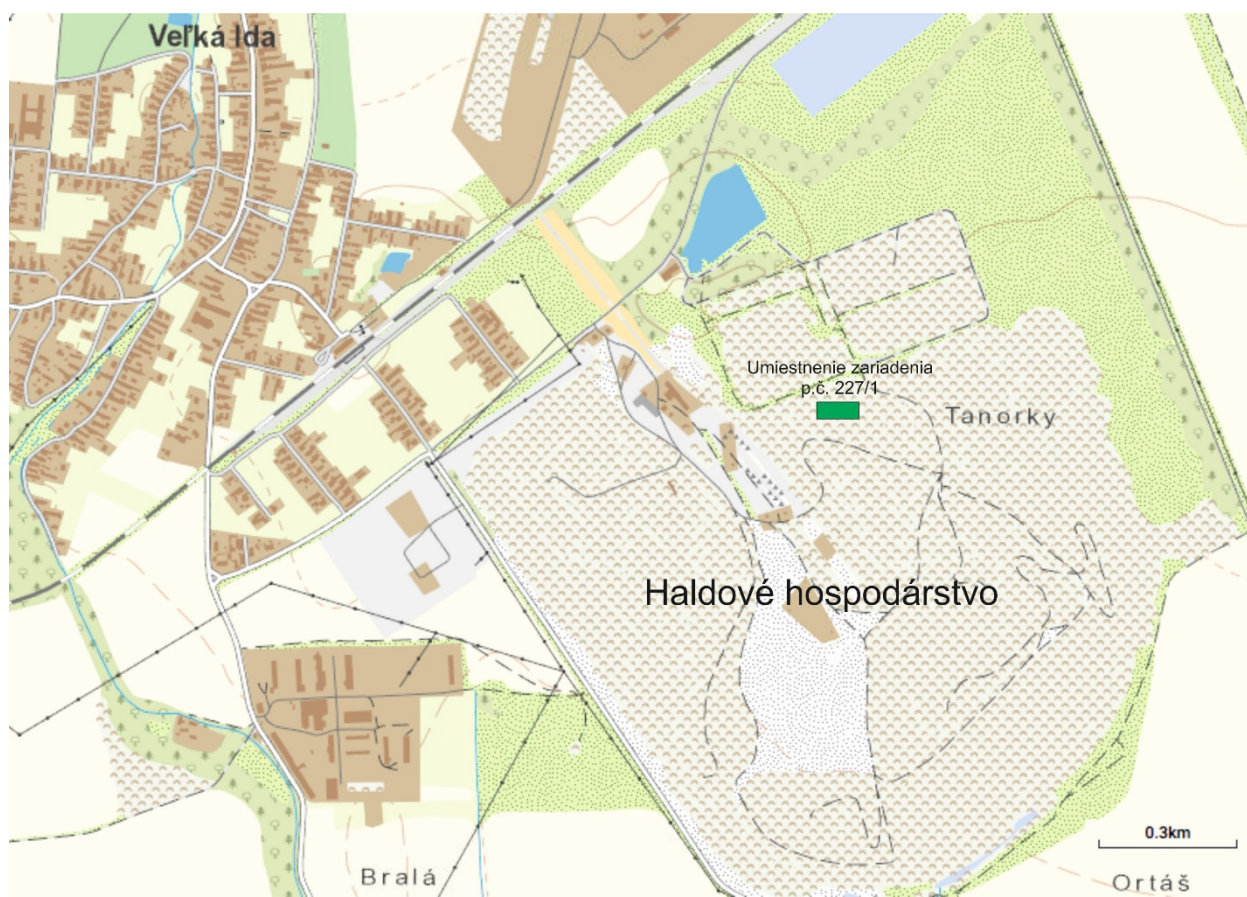 Veľká Ida
Umiestnenie zariadenia
p.č. 227/1
Tanorky
Haldové hospodárstvo
0.3km
Bralá
Ortáš